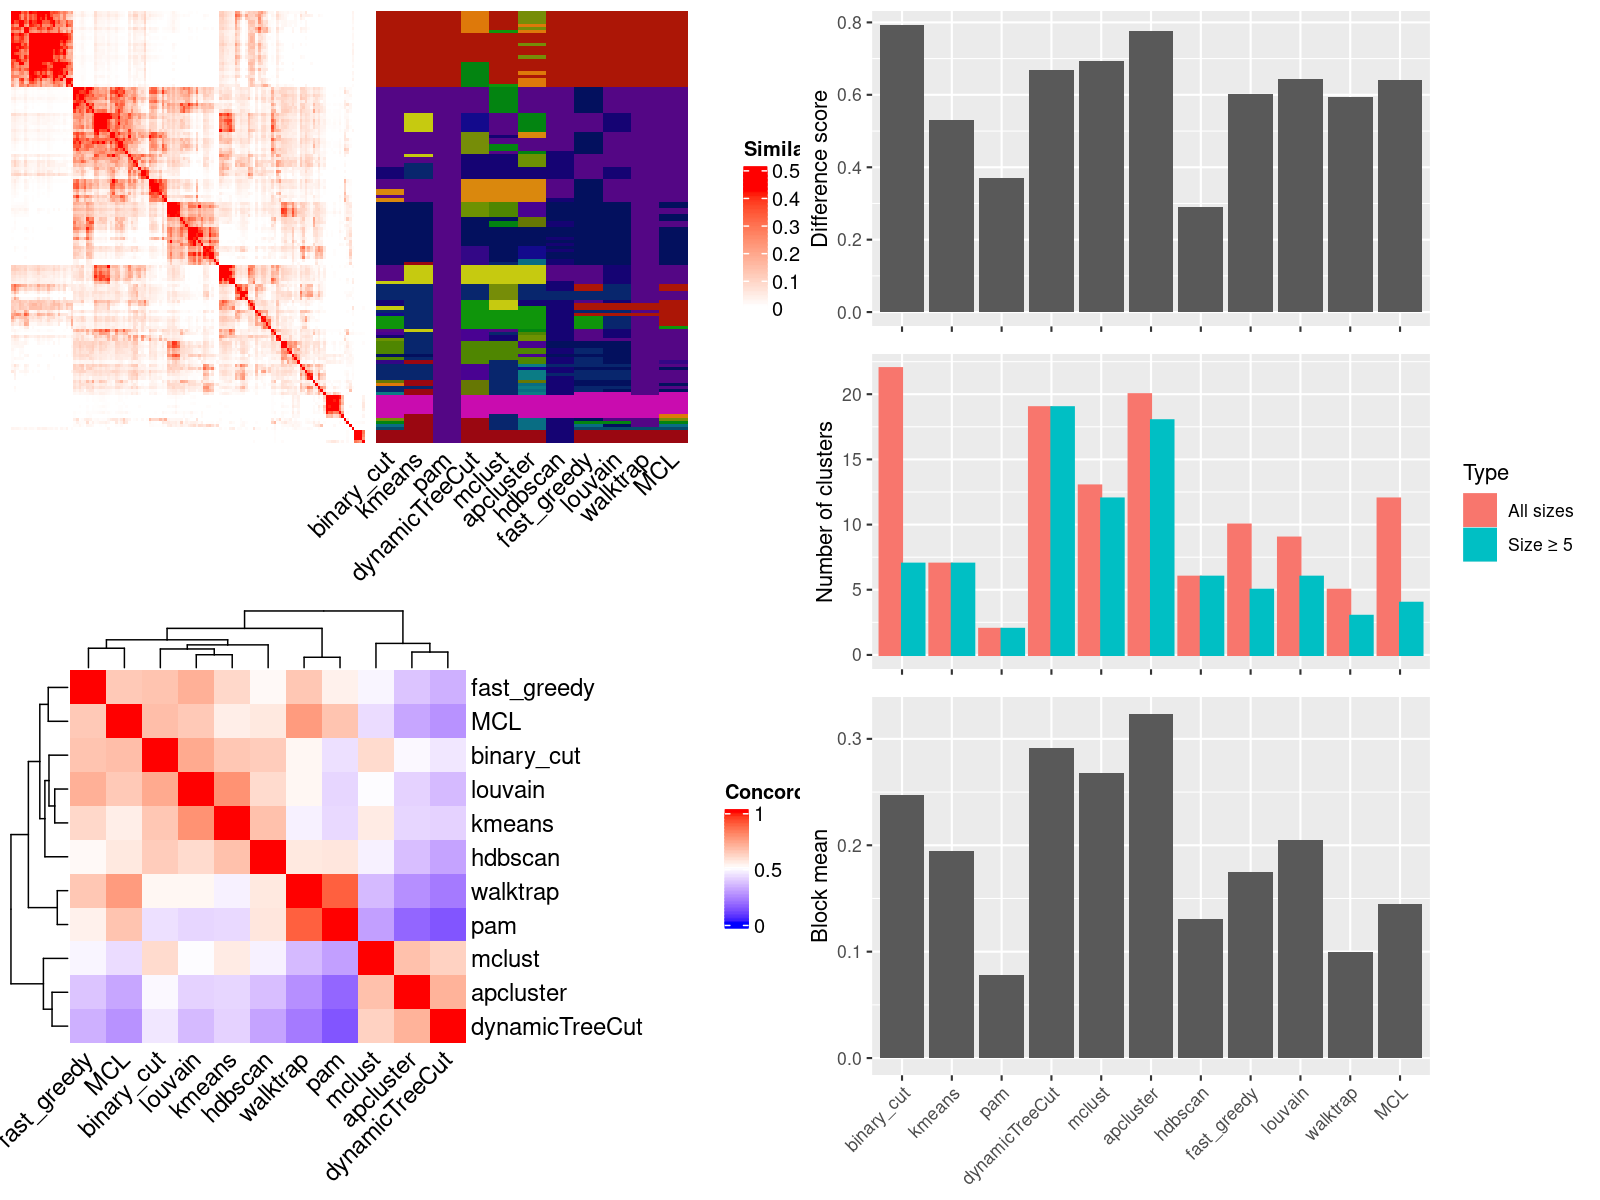 Simila
0.5
0.4
0.3
0.2
0.1
0
binary_cut
kmeans
pam
dynamicTreeCut
mclust
apcluster
hdbscan
fast_greedy
louvain
walktrap
MCL
fast_greedy
MCL
binary_cut
louvain
kmeans
hdbscan
walktrap
pam
mclust
apcluster
dynamicTreeCut
Concord
1
0.5
0
fast_greedy
MCL
binary_cut
louvain
kmeans
hdbscan
walktrap
pam
mclust
apcluster
dynamicTreeCut
Difference score
0.8
0.6
0.4
0.2
0.0
Number of clusters
20
15
10
5
0
Type
All sizes
Size ≥ 5
Block mean
0.3
0.2
0.1
0.0
binary_cut
kmeans
pam
dynamicTreeCut
mclust
apcluster
hdbscan
fast_greedy
louvain
walktrap
MCL